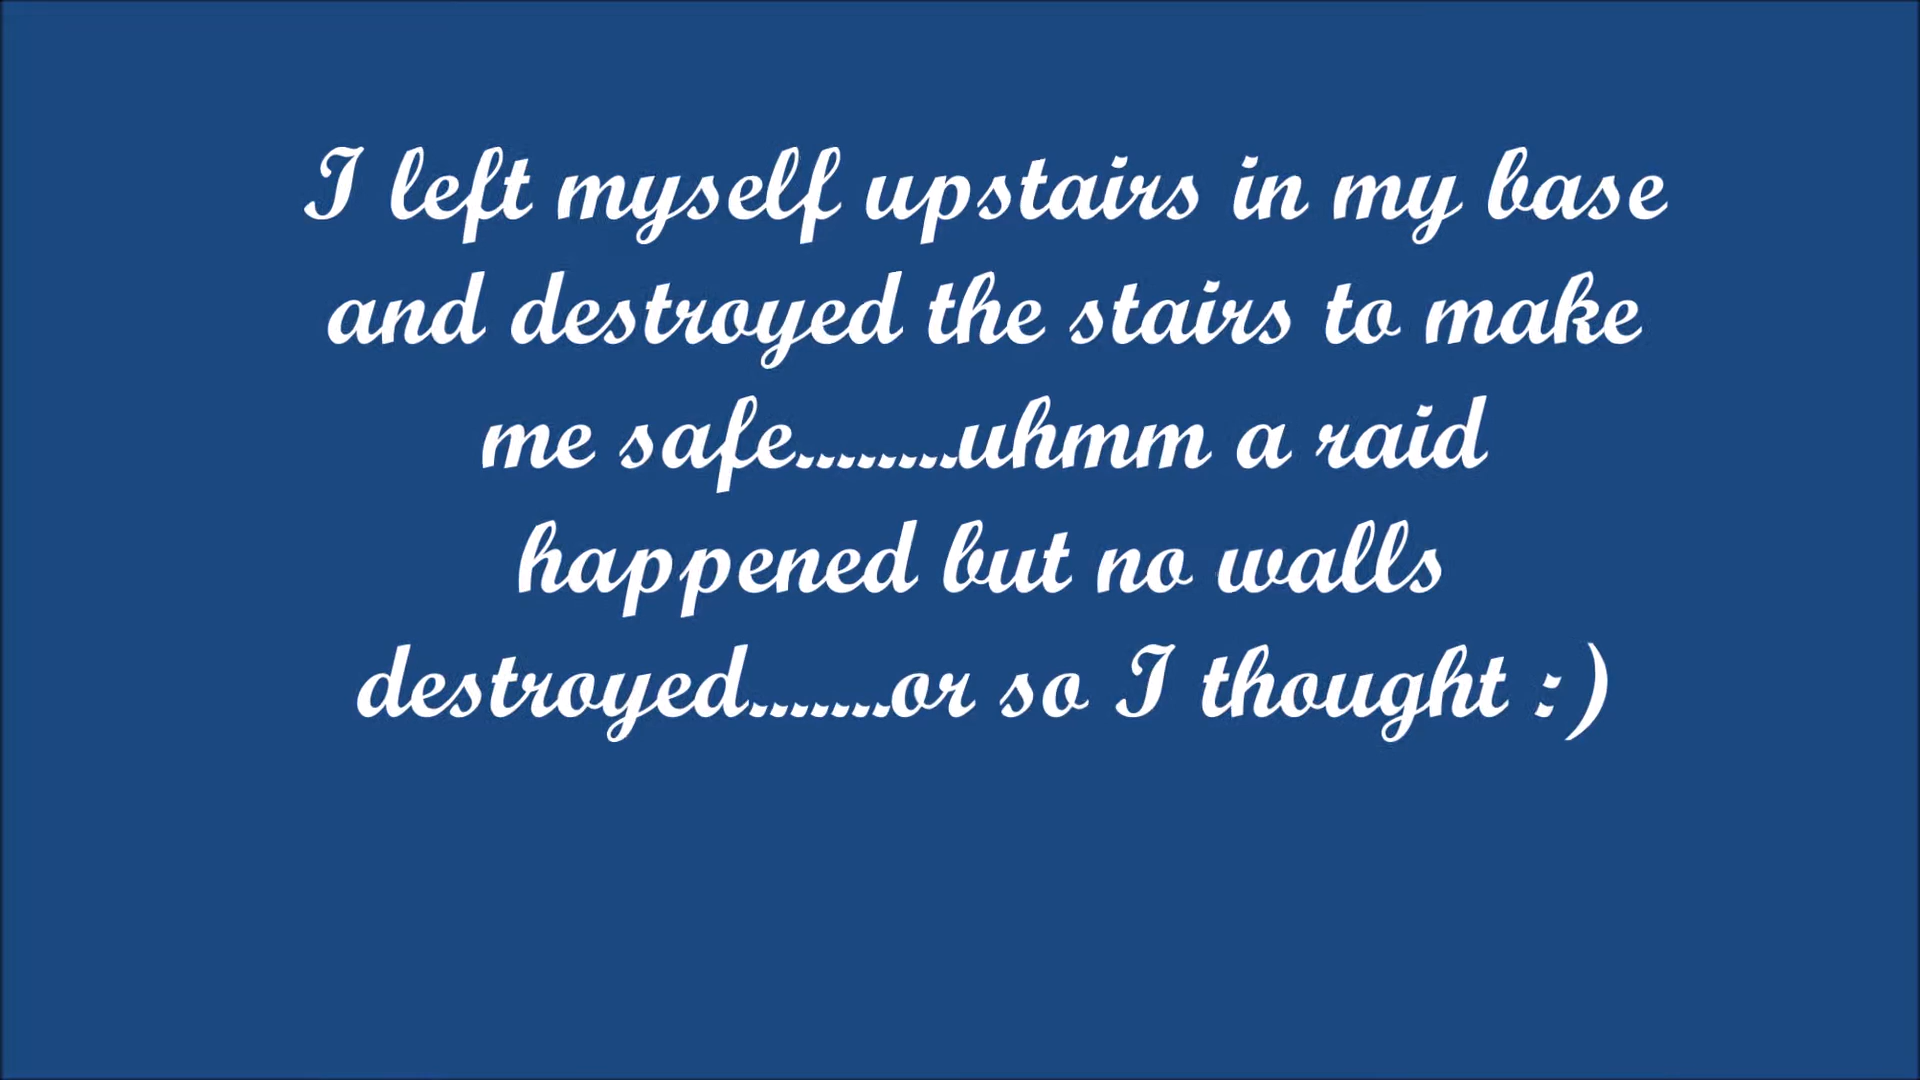 I left myself upstairs in my base
and destroyed the stairs to make
me safe........uhmm a raid
happened but no walls
destroyed.......or so I thought :)